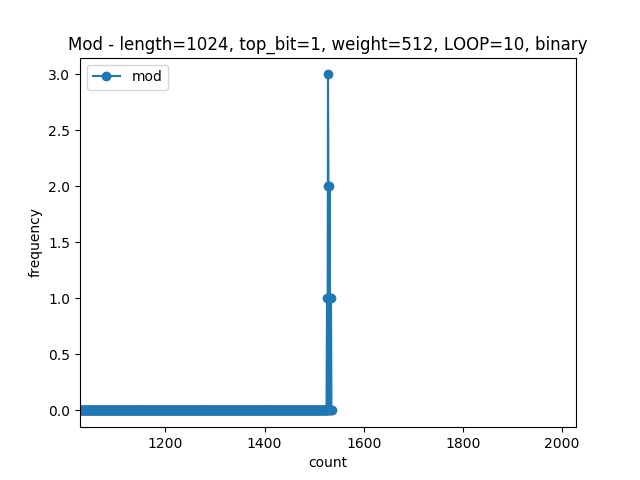 Mod - length=1024, top_bit=1, weight=512, LOOP=10, binary
mod
3.0
2.5
2.0
1.5
1.0
0.5
0.0
frequency
1200 1400 1600 1800 2000
count